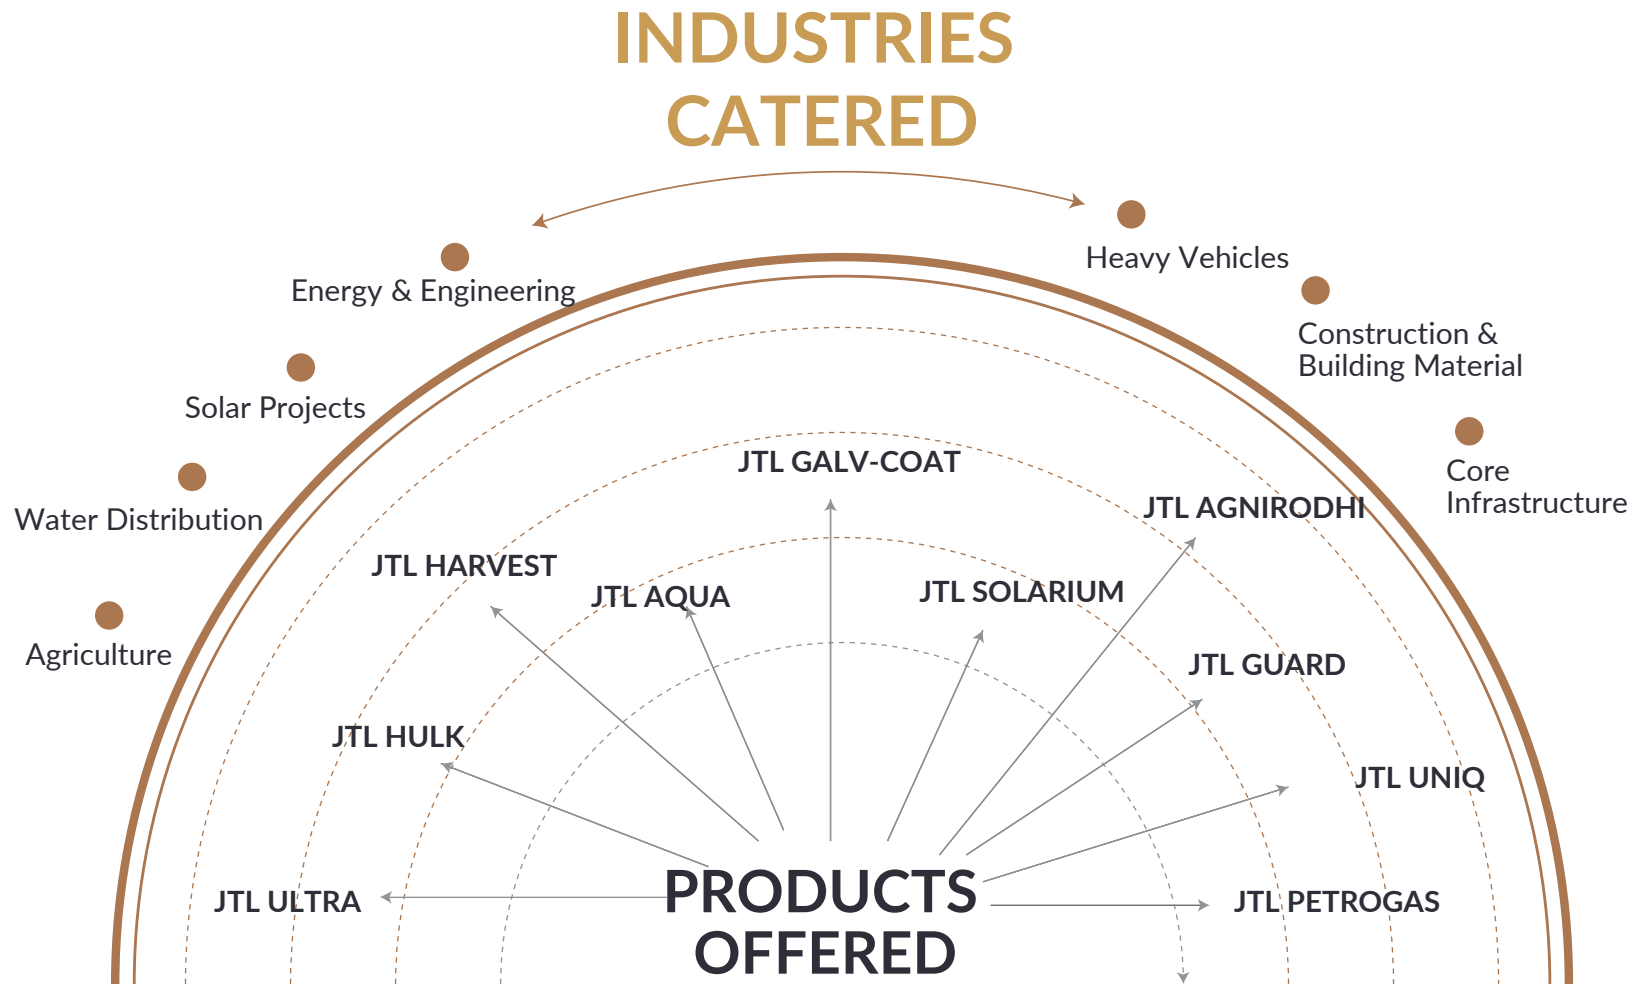 INDUSTRIES
CATERED
Heavy Vehicles
Energy & Engineering
Construction &
Building Material
Solar Projects
Core
Infrastructure
Water Distribution
Agriculture
JTL GALV-COAT
JTL AGNIRODHI
JTL HARVEST
JTL AQUA
JTL SOLARIUM
JTL GUARD
JTL HULK
JTL UNIQ
JTL ULTRA
JTL PETROGAS
PRODUCTS
OFFERED